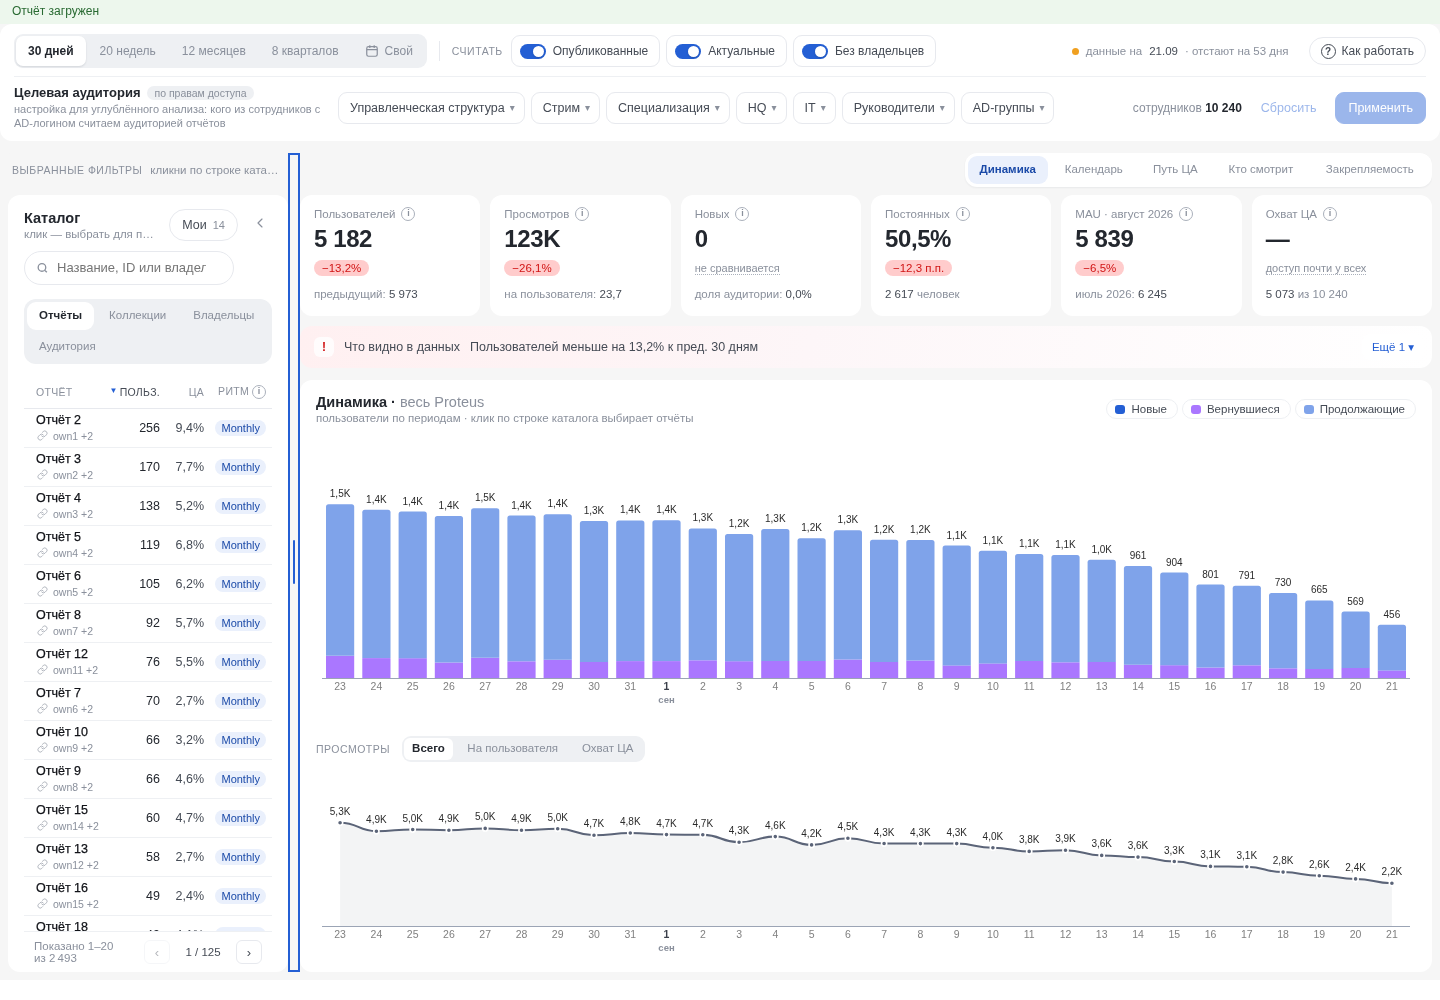 Отчёт загружен
30 дней 20 недель 12 месяцев 8 кварталов Свой СЧИТАТЬ Опубликованные Актуальные Без владельцев данные на 21.09 · отстают на 53 дня ? Как работать
Целевая аудитория по правам доступа
настройка для углублённого анализа: кого из сотрудников с
AD-логином считаем аудиторией отчётов
Управленческая структура ▾ Стрим ▾ Специализация ▾ HQ ▾ IT ▾ Руководители ▾ AD-группы ▾ сотрудников 10 240 Сбросить Применить
ВЫБРАННЫЕ ФИЛЬТРЫ кликни по строке ката…
Динамика Календарь Путь ЦА Кто смотрит Закрепляемость
Каталог
клик — выбрать для п…
Мои 14
Название, ID или владел
Отчёты Коллекции Владельцы
Аудитория
ОТЧЁТ ▼ ПОЛЬЗ. ЦА РИТМ i
Отчёт 2 256 9,4% Monthly
own1 +2
Отчёт 3 170 7,7% Monthly
own2 +2
Отчёт 4 138 5,2% Monthly
own3 +2
Отчёт 5 119 6,8% Monthly
own4 +2
Отчёт 6 105 6,2% Monthly
own5 +2
Отчёт 8 92 5,7% Monthly
own7 +2
Отчёт 12 76 5,5% Monthly
own11 +2
Отчёт 7 70 2,7% Monthly
own6 +2
Отчёт 10 66 3,2% Monthly
own9 +2
Отчёт 9 66 4,6% Monthly
own8 +2
Отчёт 15 60 4,7% Monthly
own14 +2
Отчёт 13 58 2,7% Monthly
own12 +2
Отчёт 16 49 2,4% Monthly
own15 +2
Отчёт 18
Показано 1–20
из 2 493
‹ 1 / 125 ›
Пользователей i
5 182
−13,2%
предыдущий: 5 973
Просмотров i
123K
−26,1%
на пользователя: 23,7
Новых i
0
не сравнивается
доля аудитории: 0,0%
Постоянных i
50,5%
−12,3 п.п.
2 617 человек
MAU · август 2026 i
5 839
−6,5%
июль 2026: 6 245
Охват ЦА i
—
доступ почти у всех
5 073 из 10 240
! Что видно в данных Пользователей меньше на 13,2% к пред. 30 дням Ещё 1 ▾
Динамика · весь Proteus
пользователи по периодам · клик по строке каталога выбирает отчёты
Новые Вернувшиеся Продолжающие
1,5K 1,4K 1,4K 1,4K 1,5K 1,4K 1,4K 1,3K 1,4K 1,4K 1,3K 1,2K 1,3K 1,2K 1,3K 1,2K 1,2K 1,1K 1,1K 1,1K 1,1K 1,0K 961 904 801 791 730 665 569 456
23 24 25 26 27 28 29 30 31 1 2 3 4 5 6 7 8 9 10 11 12 13 14 15 16 17 18 19 20 21
сен
ПРОСМОТРЫ Всего На пользователя Охват ЦА
5,3K 4,9K 5,0K 4,9K 5,0K 4,9K 5,0K 4,7K 4,8K 4,7K 4,7K 4,3K 4,6K 4,2K 4,5K 4,3K 4,3K 4,3K 4,0K 3,8K 3,9K 3,6K 3,6K 3,3K 3,1K 3,1K 2,8K 2,6K 2,4K 2,2K
23 24 25 26 27 28 29 30 31 1 2 3 4 5 6 7 8 9 10 11 12 13 14 15 16 17 18 19 20 21
сен